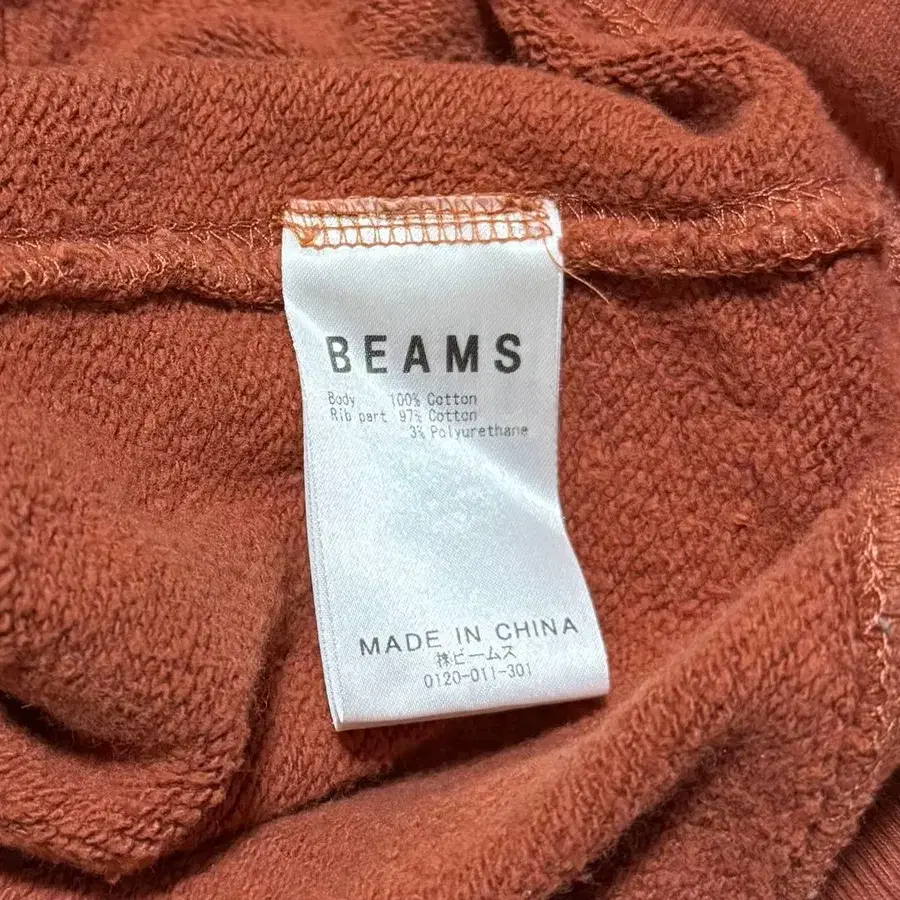 BEAMS
Body 100% Cotton
Rib part 97% Cotton
3% Polyurethane
MADE IN CHINA
㈱ビームス
0120-011-301